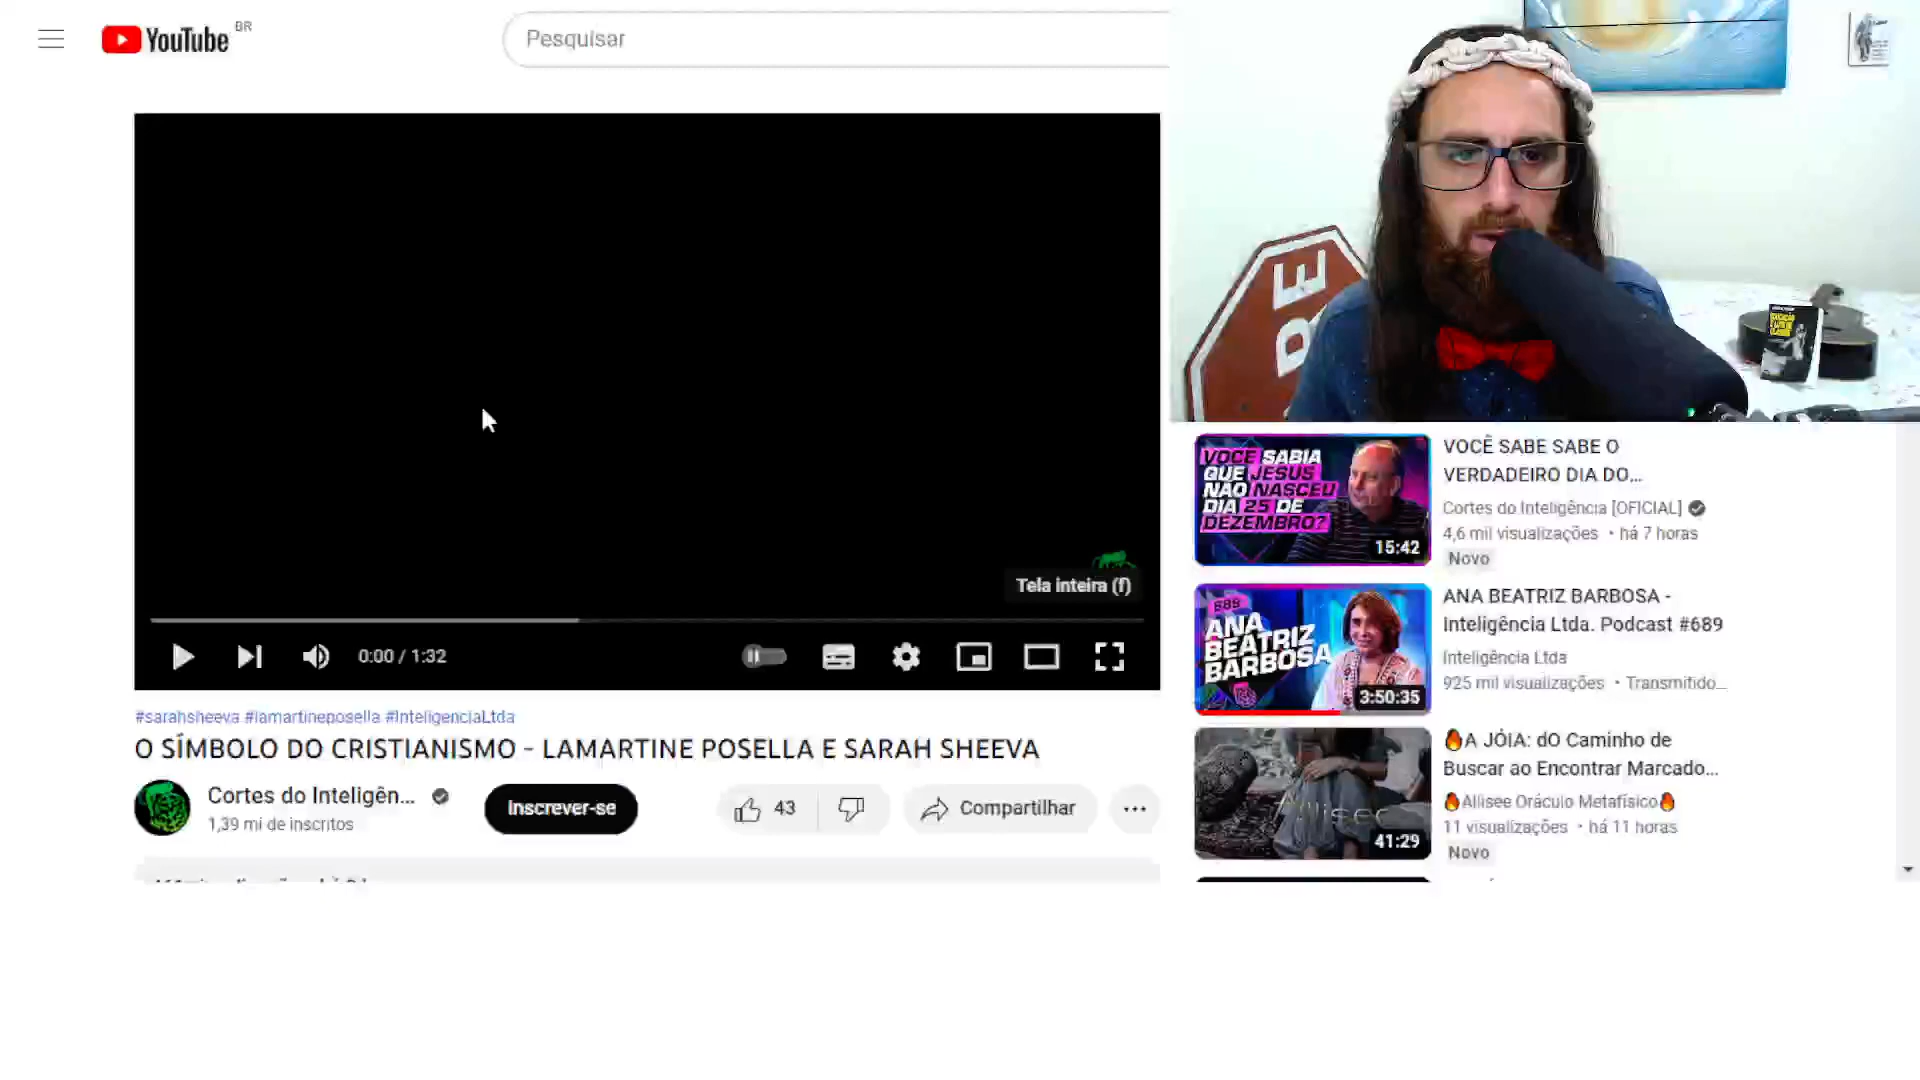 YouTube BR
Pesquisar
Tela inteira (f)
0:00 / 1:32
#sarahsheeva #lamartineposella #InteligenciaLtda
O SÍMBOLO DO CRISTIANISMO - LAMARTINE POSELLA E SARAH SHEEVA
Cortes do Inteligên...
1,39 mi de inscritos
Inscrever-se
43
Compartilhar
VOCÊ SABIA
QUE JESUS
NÃO NASCEU
DIA 25 DE
DEZEMBRO?
15:42
VOCÊ SABE SABE O
VERDADEIRO DIA DO...
Cortes do Inteligência [OFICIAL]
4,6 mil visualizações • há 7 horas
Novo
689
ANA
BEATRIZ
BARBOSA
3:50:35
ANA BEATRIZ BARBOSA -
Inteligência Ltda. Podcast #689
Inteligência Ltda
925 mil visualizações • Transmitido...
41:29
🔥A JÓIA: dO Caminho de
Buscar ao Encontrar Marcado...
🔥Allisee Oráculo Metafísico🔥
11 visualizações • há 11 horas
Novo